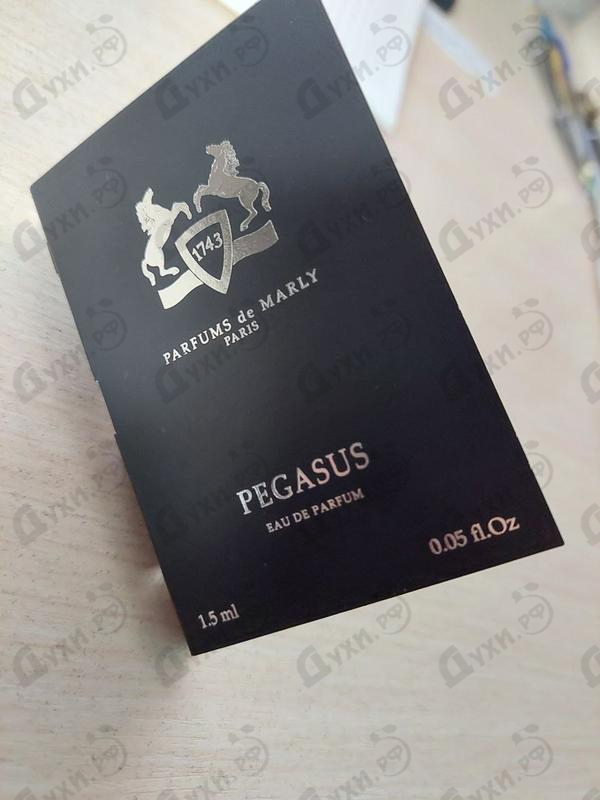 1743
PARFUMS de MARLY
PARIS
PEGASUS
EAU DE PARFUM
1.5 ml
0.05 fl.Oz
Духи.РФ